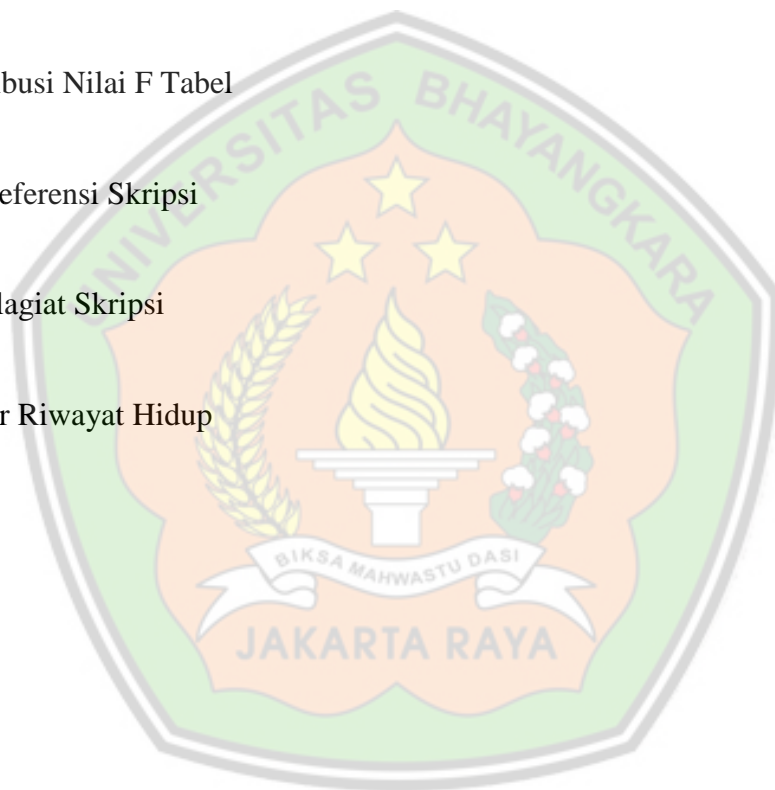 busi Nilai F Tabel
UNIVERSITAS BHAYANGKARA
eferensi Skripsi
lagiat Skripsi
r Riwayat Hidup
BIKSA MAHWASTU DASI
JAKARTA RAYA